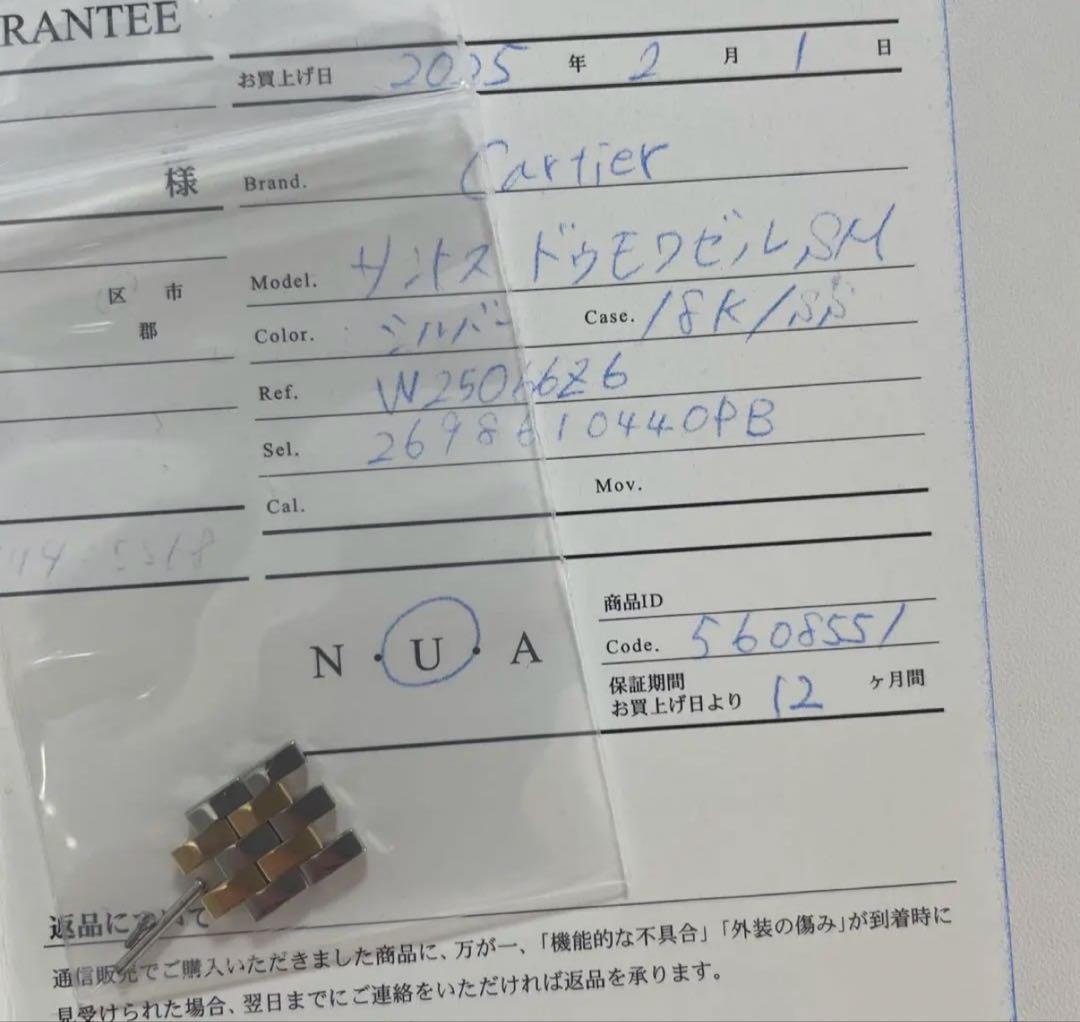 RANTEE
お買上げ日 2025 年 2 月 1 日
様
Brand. Cartier
Model. サントス ドゥモワゼル SM
区 市
郡
Color. シルバー Case. 18K/SS
Ref. W25066Z6
Sel. 2698610440PB
Cal. Mov.
商品ID
N・U・A
Code. 5608551
保証期間
お買上げ日より 12 ヶ月間
返品について
通信販売でご購入いただきました商品に、万が一、「機能的な不具合」「外装の傷み」が到着時に
見受けられた場合、翌日までにご連絡をいただければ返品を承ります。